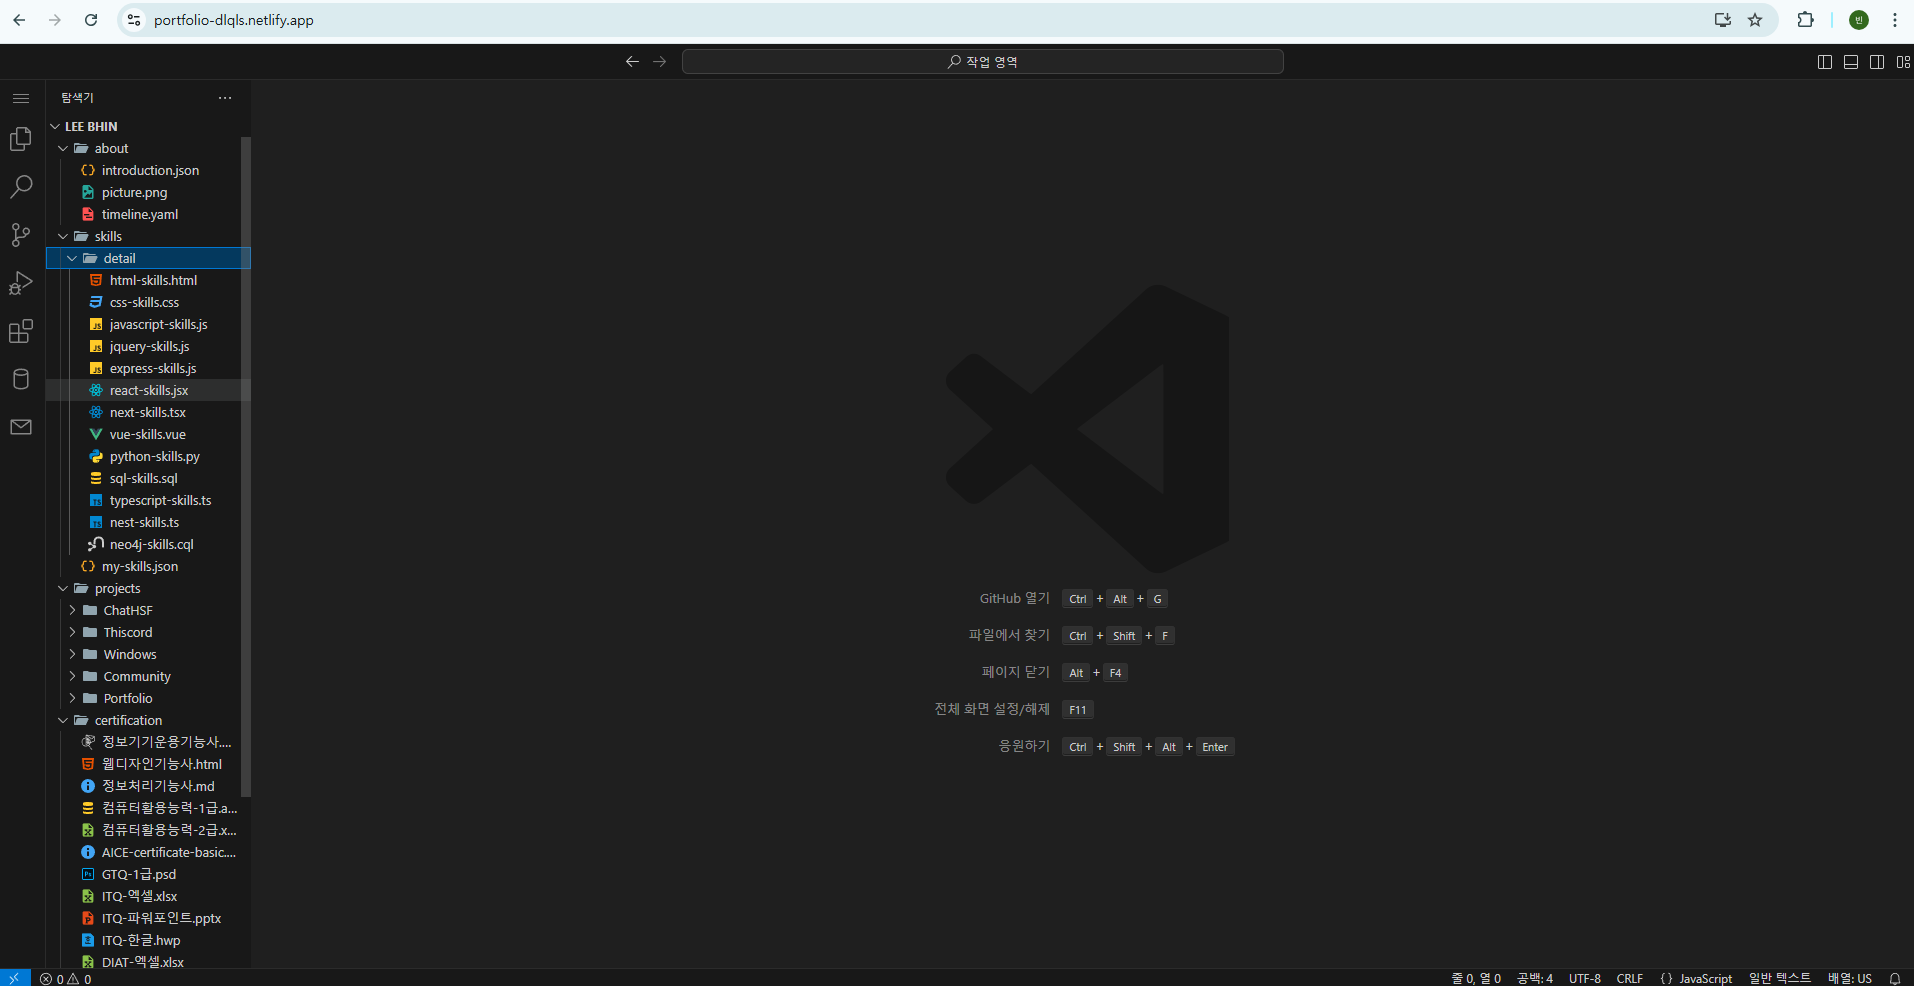 portfolio-dlqls.netlify.app
빈
작업 영역
탐색기
LEE BHIN
about
introduction.json
picture.png
timeline.yaml
skills
detail
html-skills.html
css-skills.css
javascript-skills.js
jquery-skills.js
express-skills.js
react-skills.jsx
next-skills.tsx
vue-skills.vue
python-skills.py
sql-skills.sql
typescript-skills.ts
nest-skills.ts
neo4j-skills.cql
my-skills.json
projects
ChatHSF
Thiscord
Windows
Community
Portfolio
certification
정보기기운용기능사....
웹디자인기능사.html
정보처리기능사.md
컴퓨터활용능력-1급.a...
컴퓨터활용능력-2급.x...
AICE-certificate-basic....
GTQ-1급.psd
ITQ-엑셀.xlsx
ITQ-파워포인트.pptx
ITQ-한글.hwp
DIAT-엑셀.xlsx
GitHub 열기 Ctrl + Alt + G
파일에서 찾기 Ctrl + Shift + F
페이지 닫기 Alt + F4
전체 화면 설정/해제 F11
응원하기 Ctrl + Shift + Alt + Enter
0 0 줄 0, 열 0 공백: 4 UTF-8 CRLF {} JavaScript 일반 텍스트 배열: US